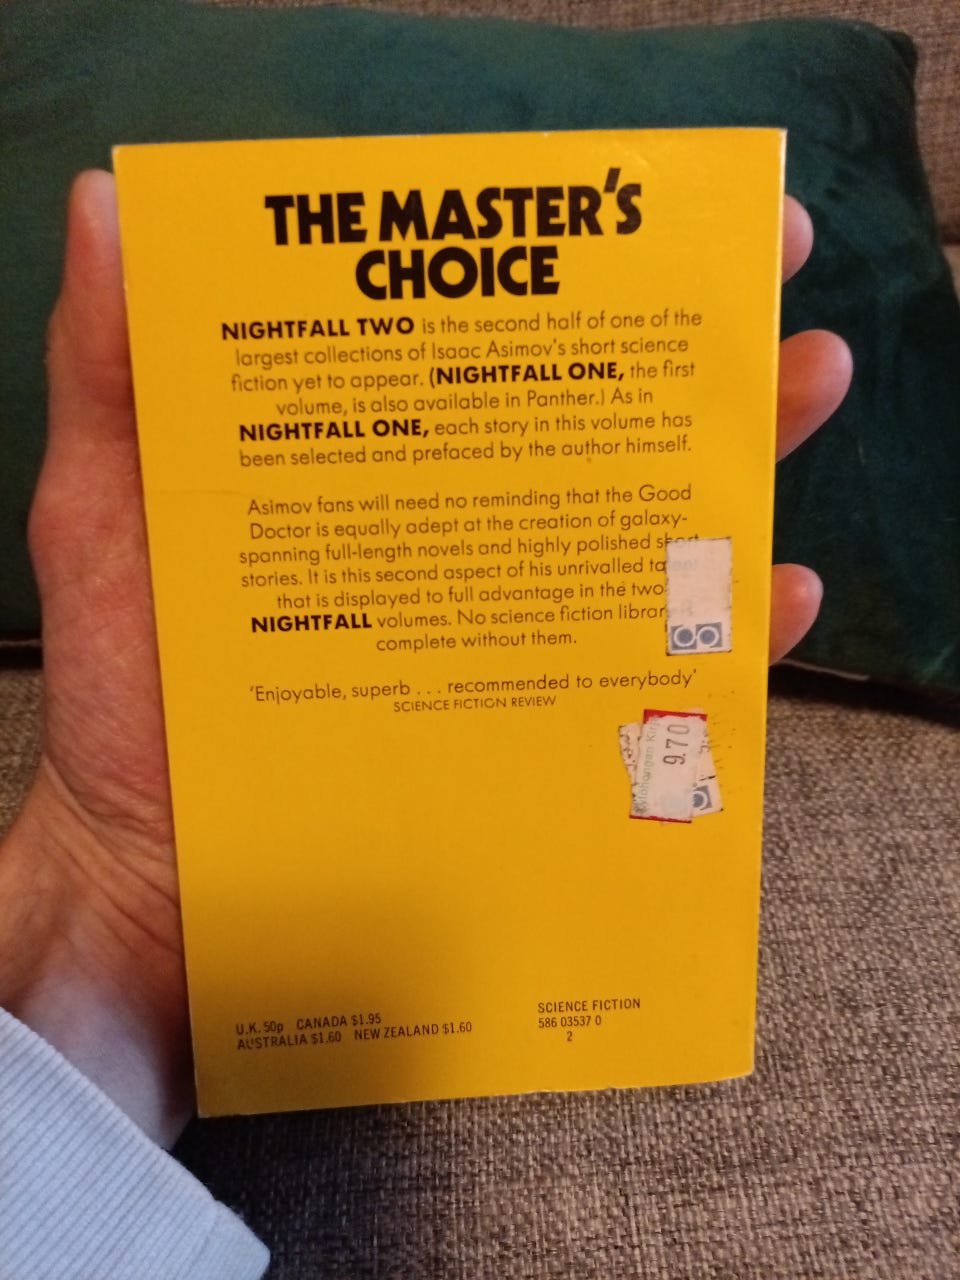 THE MASTER'S
CHOICE
NIGHTFALL TWO is the second half of one of the
largest collections of Isaac Asimov's short science
fiction yet to appear. (NIGHTFALL ONE, the first
volume, is also available in Panther.) As in
NIGHTFALL ONE, each story in this volume has
been selected and prefaced by the author himself.
Asimov fans will need no reminding that the Good
Doctor is equally adept at the creation of galaxy-
spanning full-length novels and highly polished short
stories. It is this second aspect of his unrivalled
that is displayed to full advantage in the two
NIGHTFALL volumes. No science fiction
complete without them.
'Enjoyable, superb . . . recommended to everybody'
SCIENCE FICTION REVIEW
9.70
U.K. 50p CANADA $1.95
AUSTRALIA $1.60 NEW ZEALAND $1.60
SCIENCE FICTION
586 03537 0
2